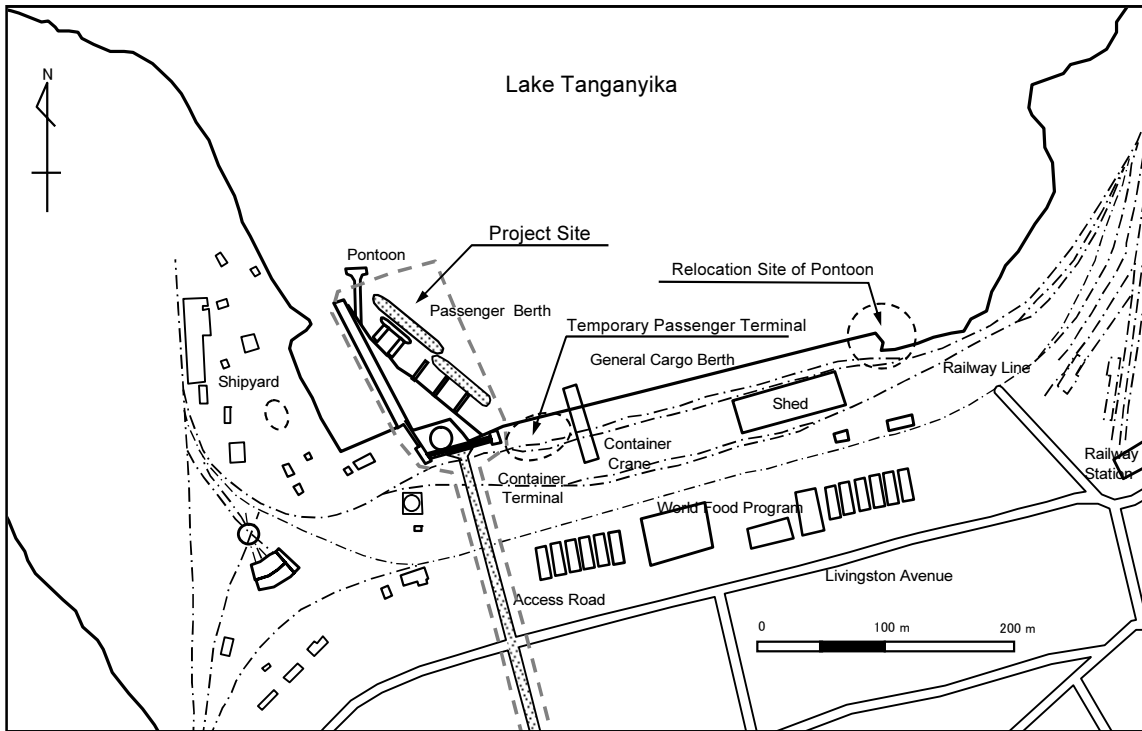 N
Lake Tanganyika
Project Site
Pontoon
Relocation Site of Pontoon
Passenger Berth
Temporary Passenger Terminal
General Cargo Berth
Railway Line
Shipyard
Shed
Container
Crane
Railway
Station
Container
Terminal
World Food Program
Livingston Avenue
Access Road
0
100 m
200 m